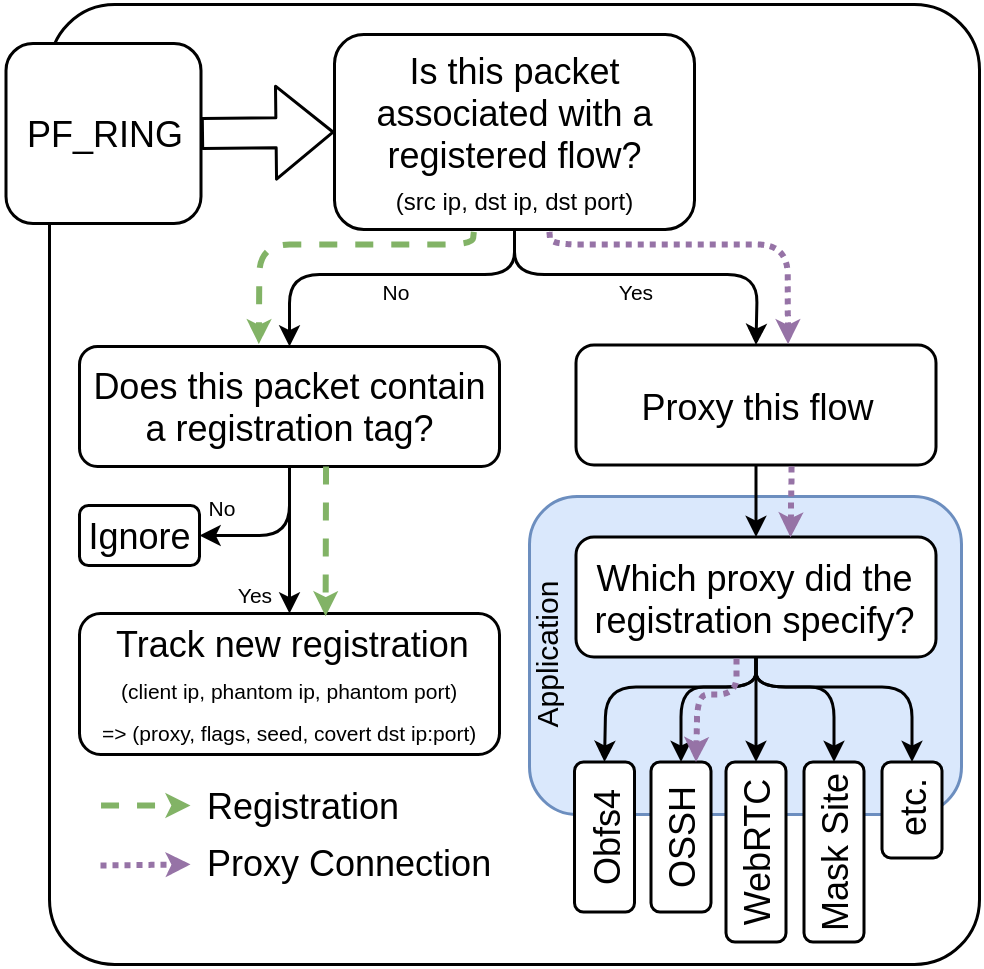 PF_RING
Is this packet
associated with a
registered flow?
(src ip, dst ip, dst port)
No
Yes
Does this packet contain
a registration tag?
Proxy this flow
No
Ignore
Yes
Track new registration
(client ip, phantom ip, phantom port)
=> (proxy, flags, seed, covert dst ip:port)
Application
Which proxy did the
registration specify?
Obfs4
OSSH
WebRTC
Mask Site
etc.
Registration
Proxy Connection